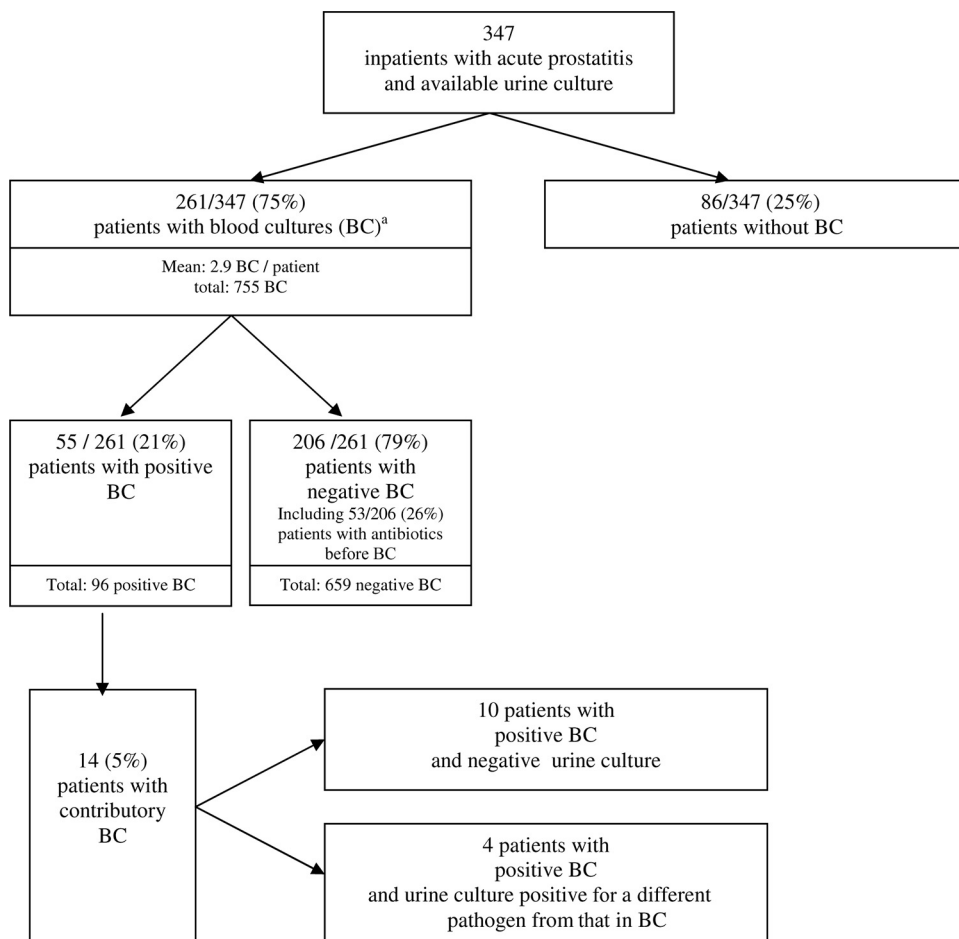 347
inpatients with acute prostatitis
and available urine culture
261/347 (75%)
patients with blood cultures (BC)ᵃ
Mean: 2.9 BC / patient
total: 755 BC
86/347 (25%)
patients without BC
55 / 261 (21%)
patients with positive
BC
Total: 96 positive BC
206 /261 (79%)
patients with
negative BC
Including 53/206 (26%)
patients with antibiotics
before BC
Total: 659 negative BC
14 (5%)
patients with
contributory
BC
10 patients with
positive BC
and negative urine culture
4 patients with
positive BC
and urine culture positive for a different
pathogen from that in BC